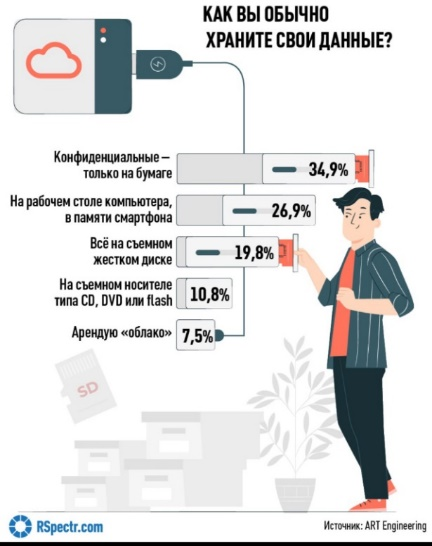 КАК ВЫ ОБЫЧНО
ХРАНИТЕ СВОИ ДАННЫЕ?
Конфиденциальные –
только на бумаге
34,9%
На рабочем столе компьютера,
в памяти смартфона
26,9%
Всё на съемном
жестком диске
19,8%
На съемном носителе
типа CD, DVD или flash
10,8%
Арендую «облако»
7,5%
SD
RSpectr.com
Источник: ART Engineering